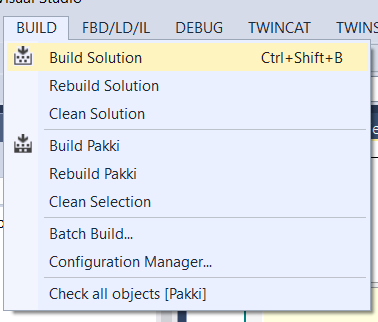 Visual Studio
BUILD FBD/LD/IL DEBUG TWINCAT TWINS
Build Solution Ctrl+Shift+B
Rebuild Solution
Clean Solution
Build Pakki
Rebuild Pakki
Clean Selection
Batch Build...
Configuration Manager...
Check all objects [Pakki]